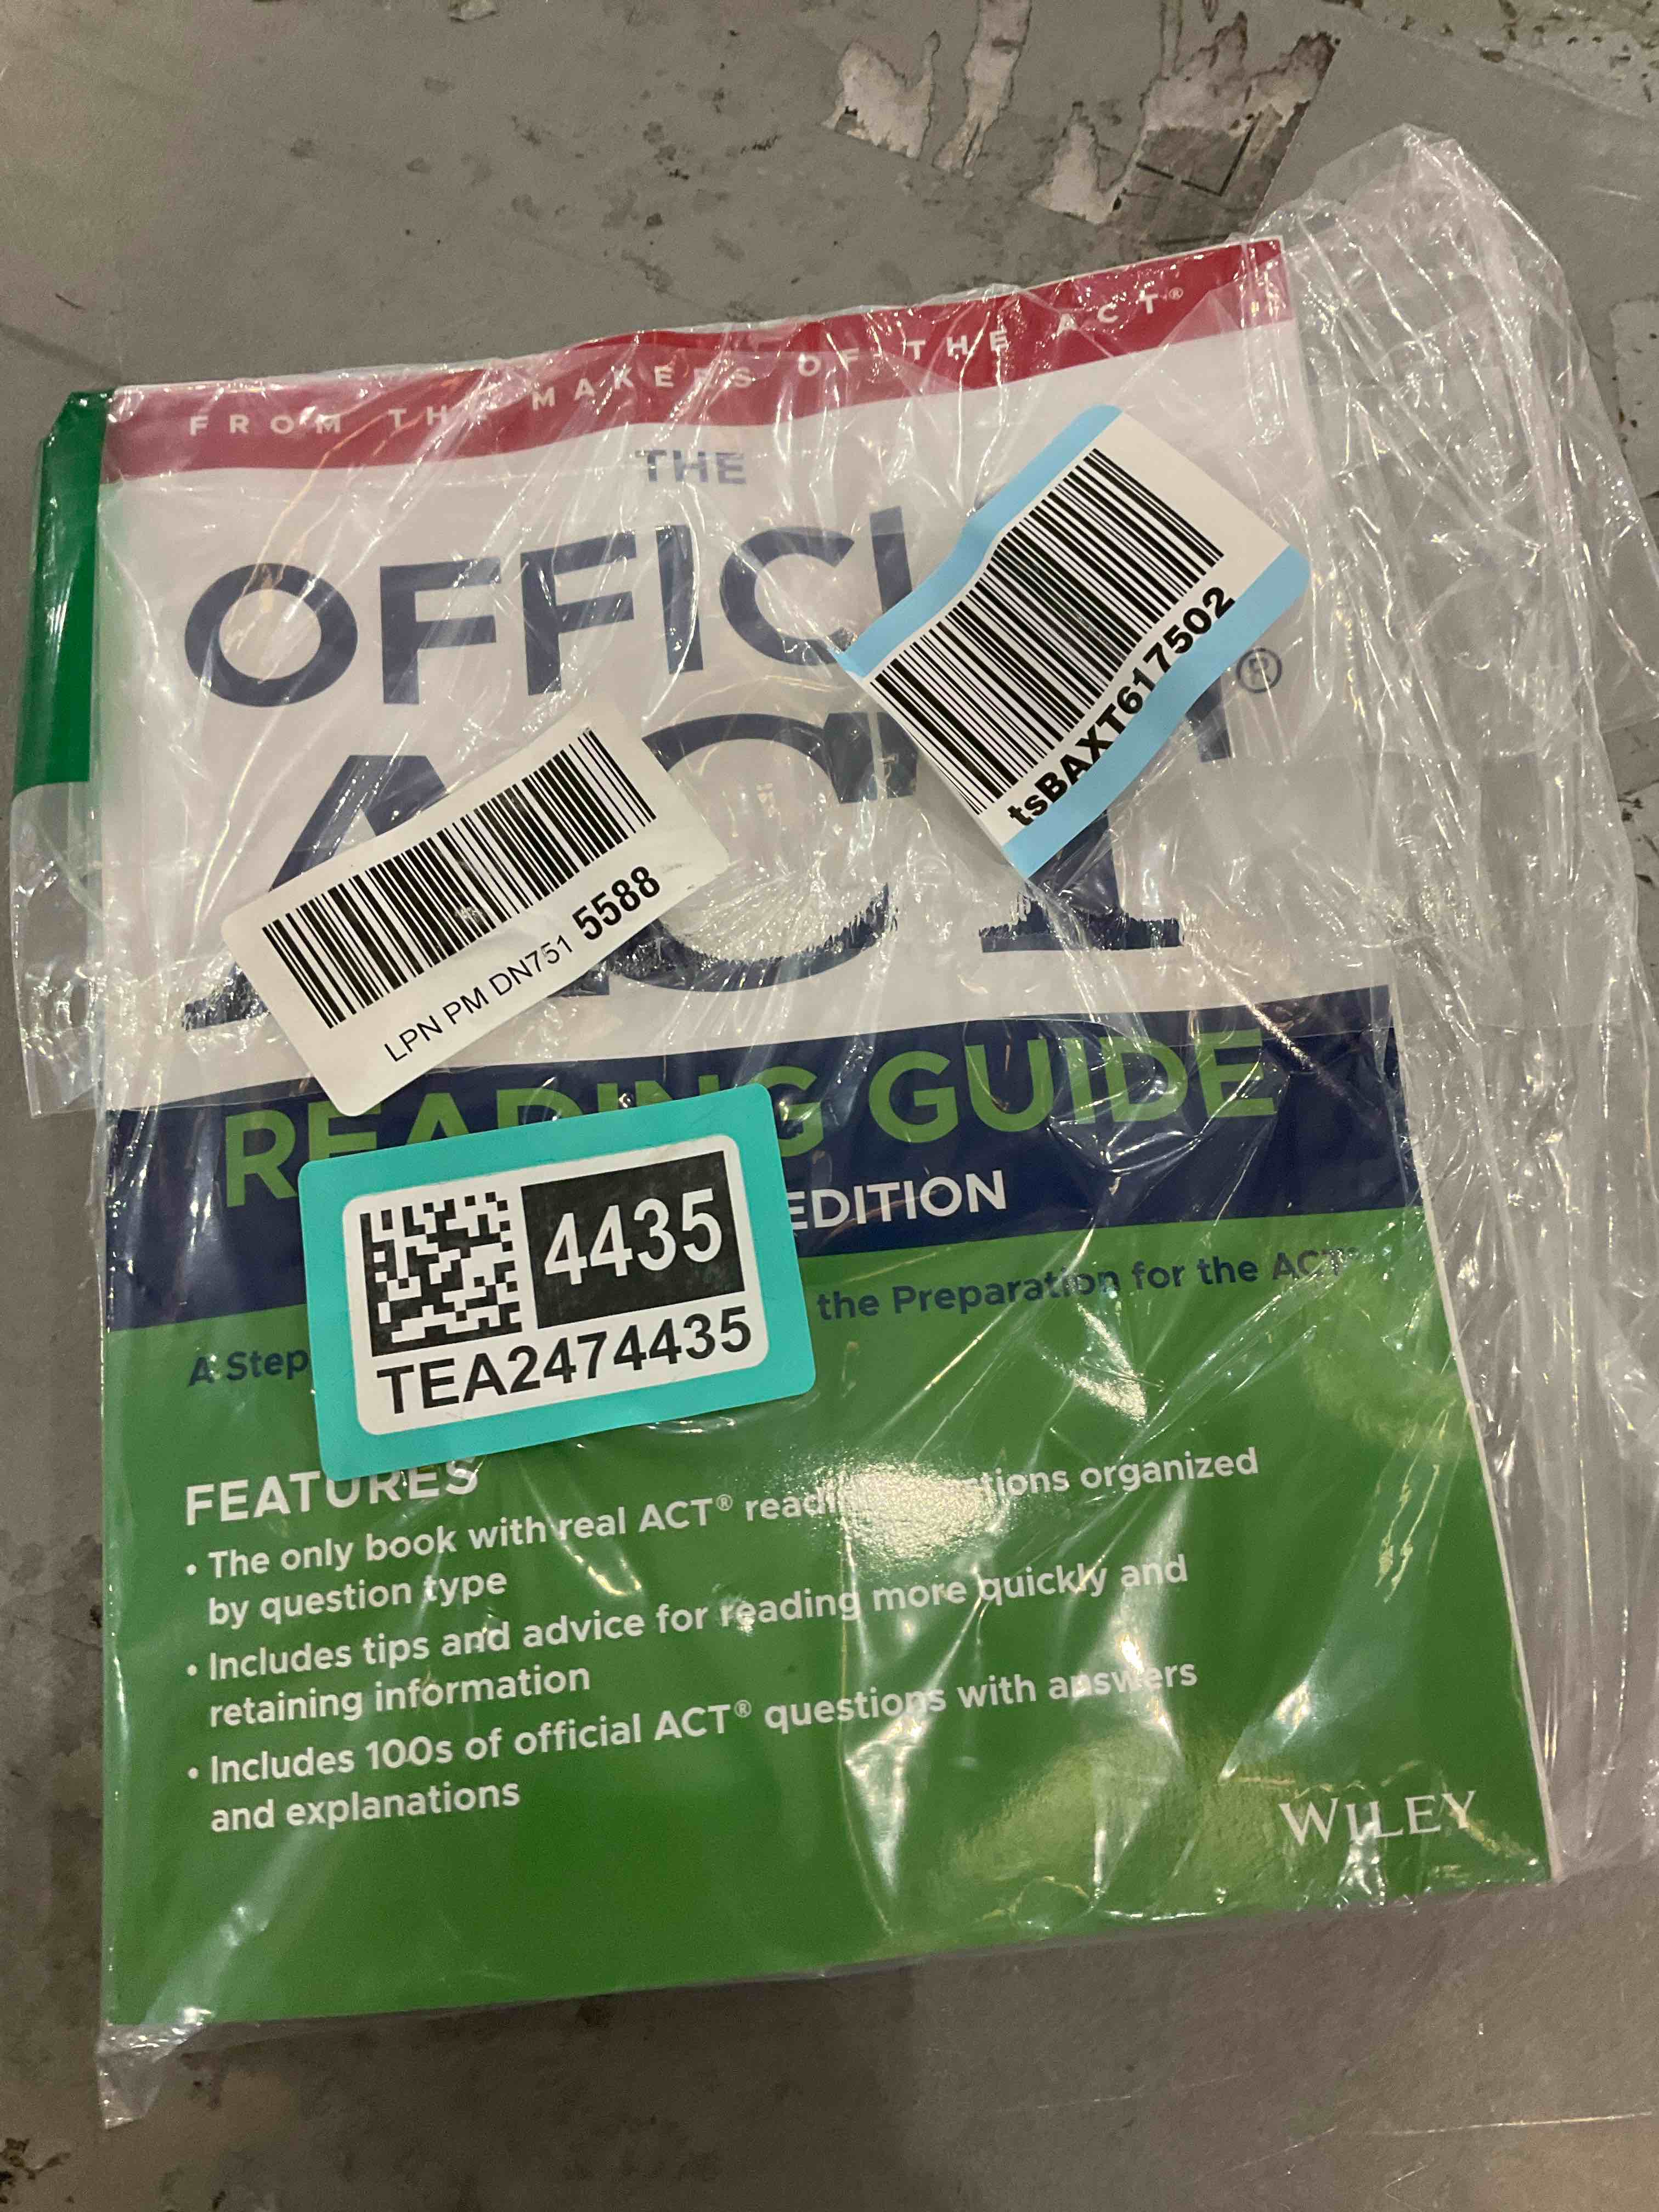 FROM THE MAKERS OF THE ACT®
THE
OFFICI
ACT®
tsBAXT617502
LPN PM DN751 5588
READING GUIDE
EDITION
4435
TEA2474435
A Step the Preparation for the ACT®
FEATURES
• The only book with real ACT® reading questions organized
by question type
• Includes tips and advice for reading more quickly and
retaining information
• Includes 100s of official ACT® questions with answers
and explanations
WILEY